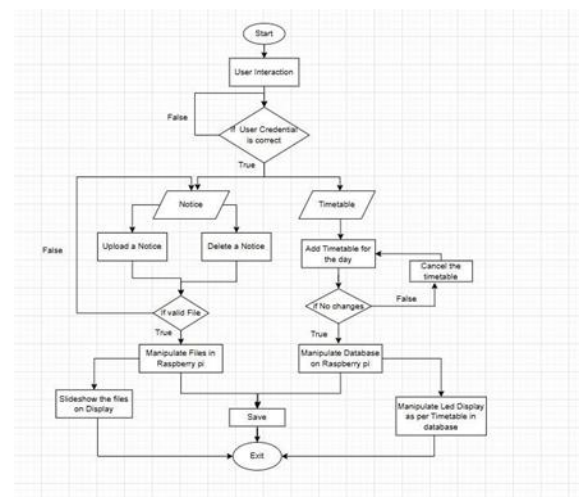 Start
User Interaction
False
If User Credential
is correct
True
Notice
Timetable
False
Upload a Notice
Delete a Notice
Add Timetable for
the day
Cancel the
timetable
If valid File
if No changes
False
True
True
Manipulate Files in
Raspberry pi
Manipulate Database
on Raspberry pi
Slideshow the files
on Display
Save
Manipulate Led Display
as per Timetable in
database
Exit